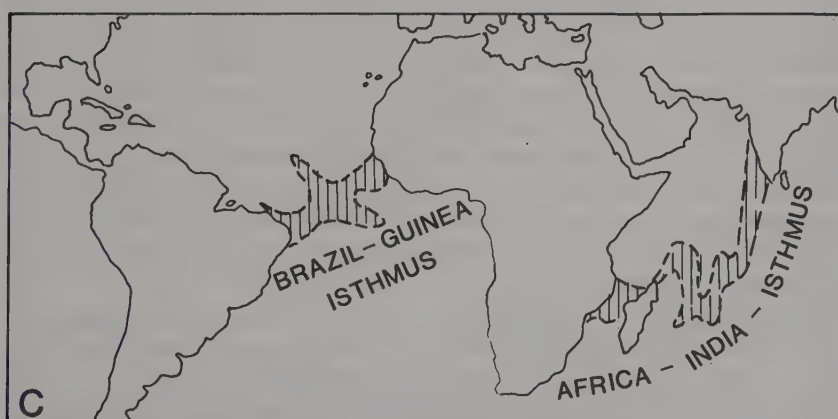 BRAZIL-GUINEA
ISTHMUS
AFRICA - INDIA - ISTHMUS
C